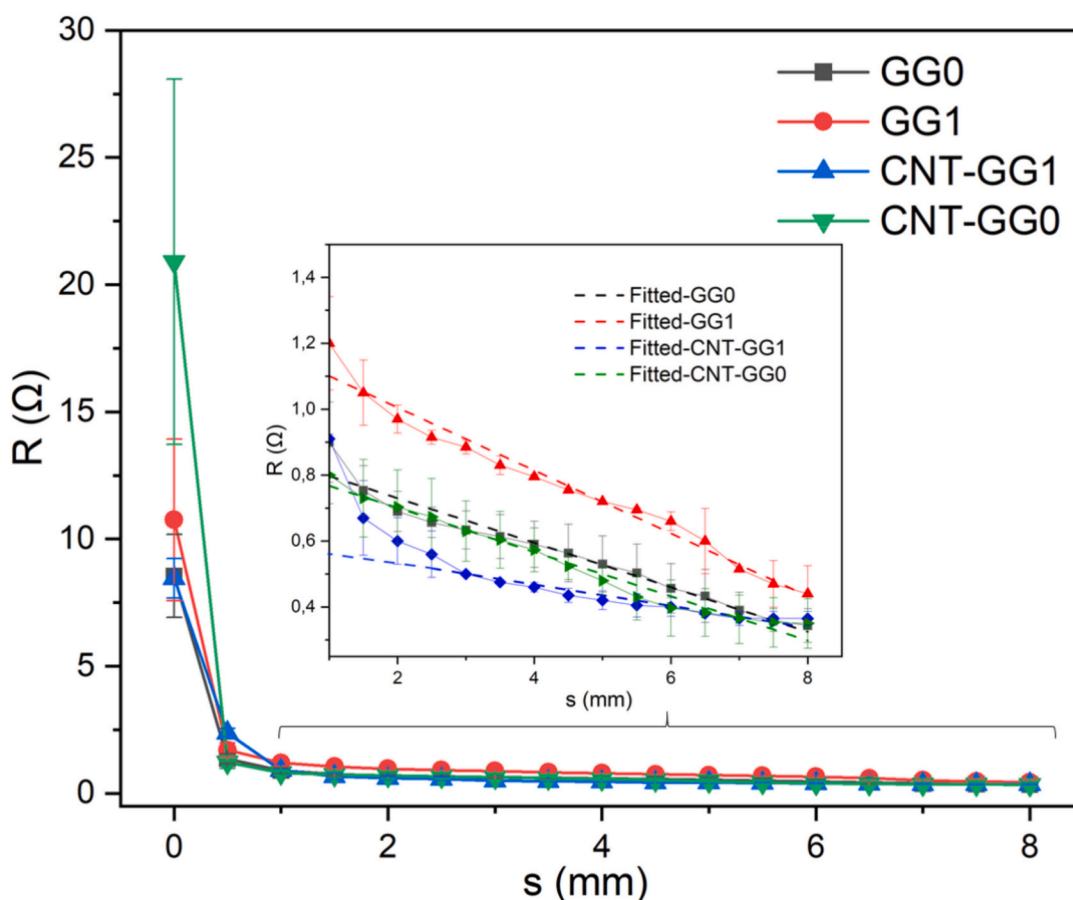 30
25
20
15
10
5
0
R (Ω)
GG0
GG1
CNT-GG1
CNT-GG0
1,4
1,2
1,0
0,8
0,6
0,4
R (Ω)
Fitted-GG0
Fitted-GG1
Fitted-CNT-GG1
Fitted-CNT-GG0
2 4 6 8
s (mm)
0 2 4 6 8
s (mm)